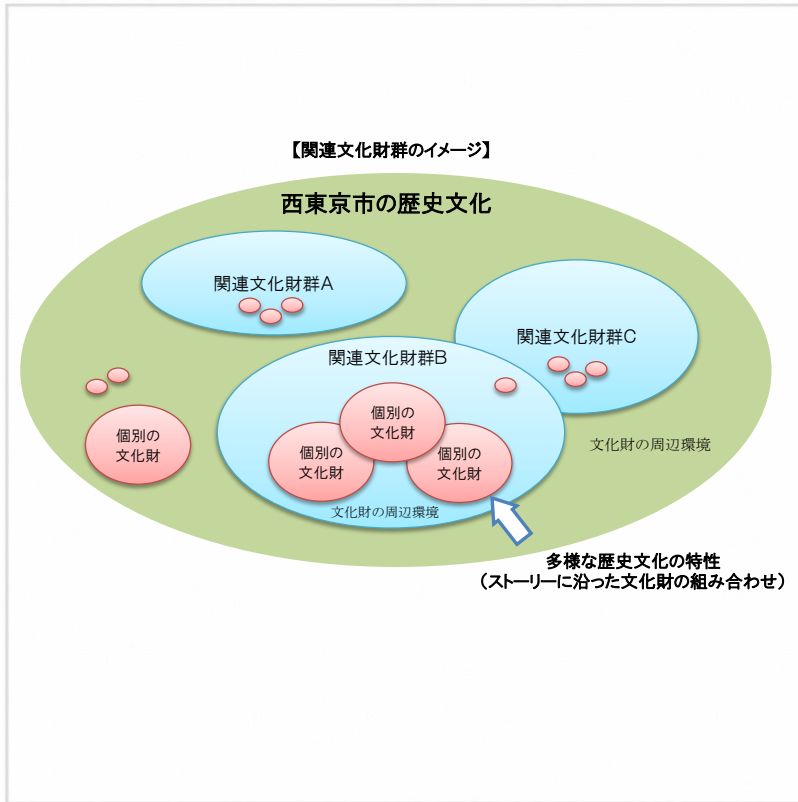 【関連文化財群のイメージ】
西東京市の歴史文化
関連文化財群A
関連文化財群C
関連文化財群B
個別の
文化財
個別の
文化財
個別の
文化財
個別の
文化財
文化財の周辺環境
文化財の周辺環境
多様な歴史文化の特性
（ストーリーに沿った文化財の組み合わせ）